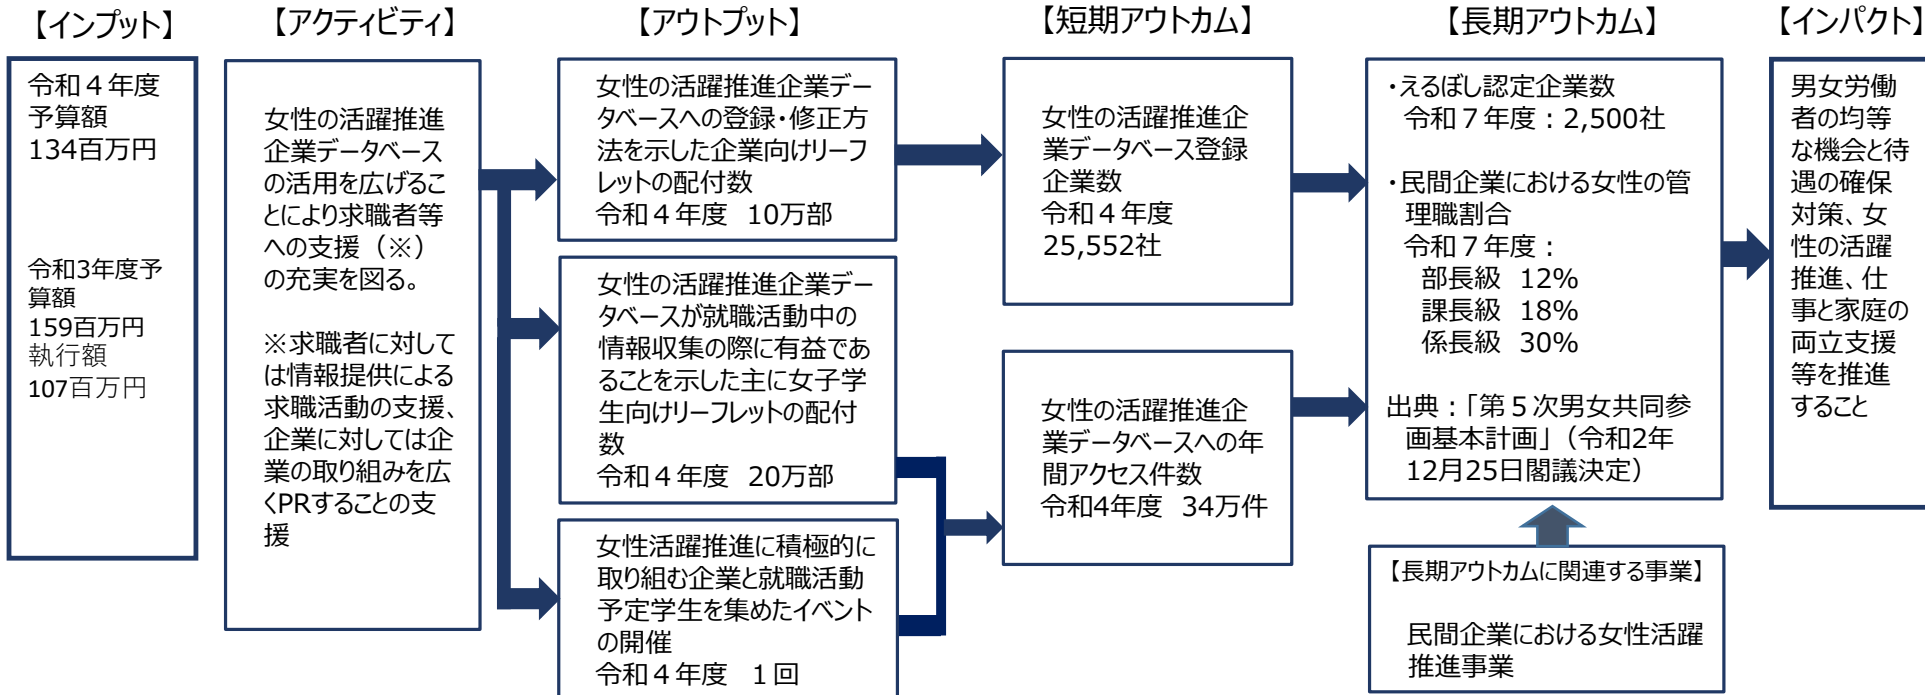 【インプット】
令和４年度
予算額
134百万円
令和3年度予
算額
159百万円
執行額
107百万円
【アクティビティ】
女性の活躍推進
企業データベース
の活用を広げるこ
とにより求職者等
への支援（※）
の充実を図る。
※求職者に対して
は情報提供による
求職活動の支援、
企業に対しては企
業の取り組みを広
くPRすることの支
援
【アウトプット】
女性の活躍推進企業デー
タベースへの登録・修正方
法を示した企業向けリーフ
レットの配付数
令和４年度 10万部
女性の活躍推進企業デー
タベースが就職活動中の
情報収集の際に有益であ
ることを示した主に女子学
生向けリーフレットの配付
数
令和４年度 20万部
女性活躍推進に積極的に
取り組む企業と就職活動
予定学生を集めたイベント
の開催
令和４年度 １回
【短期アウトカム】
女性の活躍推進企
業データベース登録
企業数
令和４年度
25,552社
女性の活躍推進企
業データベースへの年
間アクセス件数
令和4年度 34万件
【長期アウトカム】
・えるぼし認定企業数
令和７年度：2,500社
・民間企業における女性の管
理職割合
令和７年度：
部長級 12%
課長級 18%
係長級 30%
出典：「第５次男女共同参
画基本計画」（令和2年
12月25日閣議決定）
【長期アウトカムに関連する事業】
民間企業における女性活躍
推進事業
【インパクト】
男女労働
者の均等
な機会と待
遇の確保
対策、女
性の活躍
推進、仕
事と家庭の
両立支援
等を推進
すること